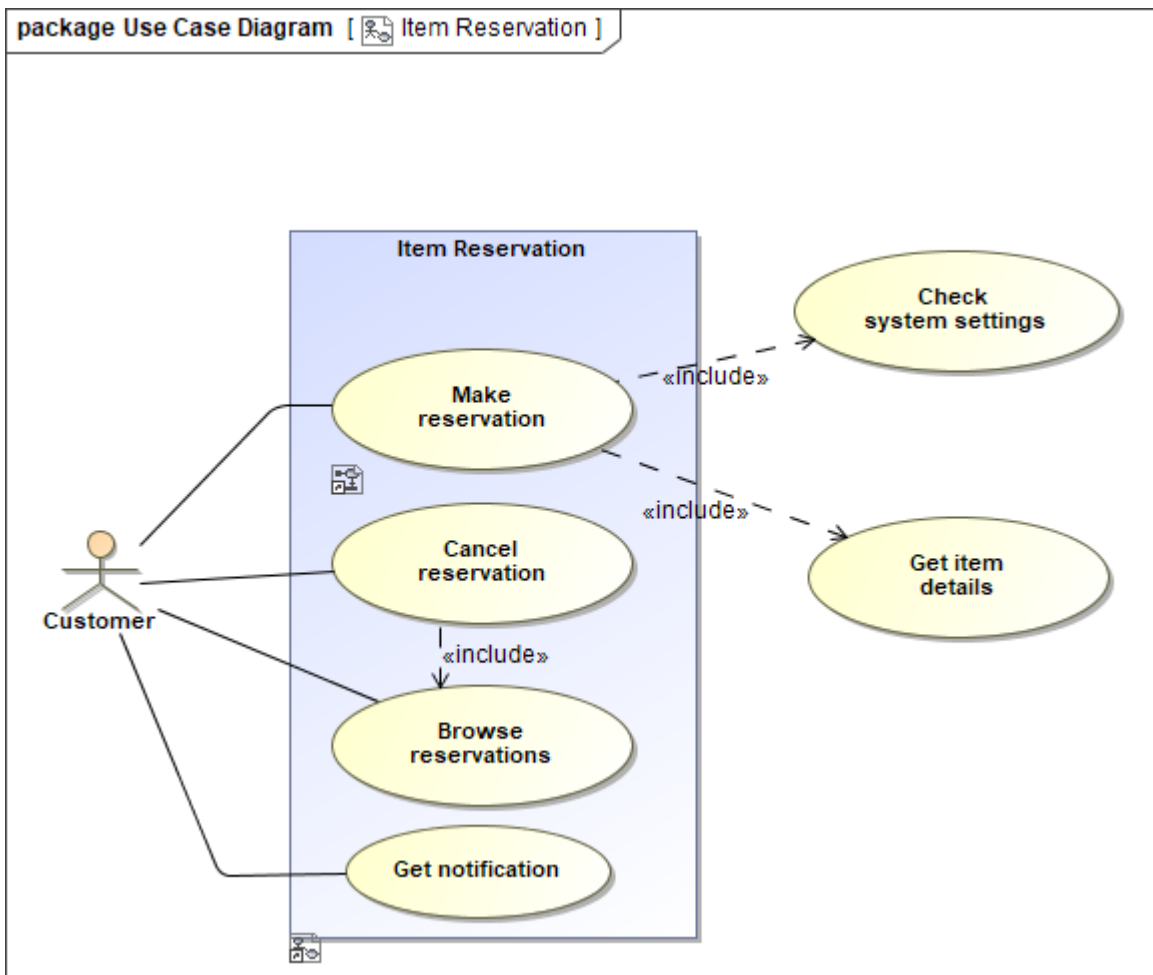 package Use Case Diagram [ Item Reservation ]
Item Reservation
Check
system settings
Make
reservation
«include»
«include»
Cancel
reservation
Get item
details
Customer
«include»
Browse
reservations
Get notification